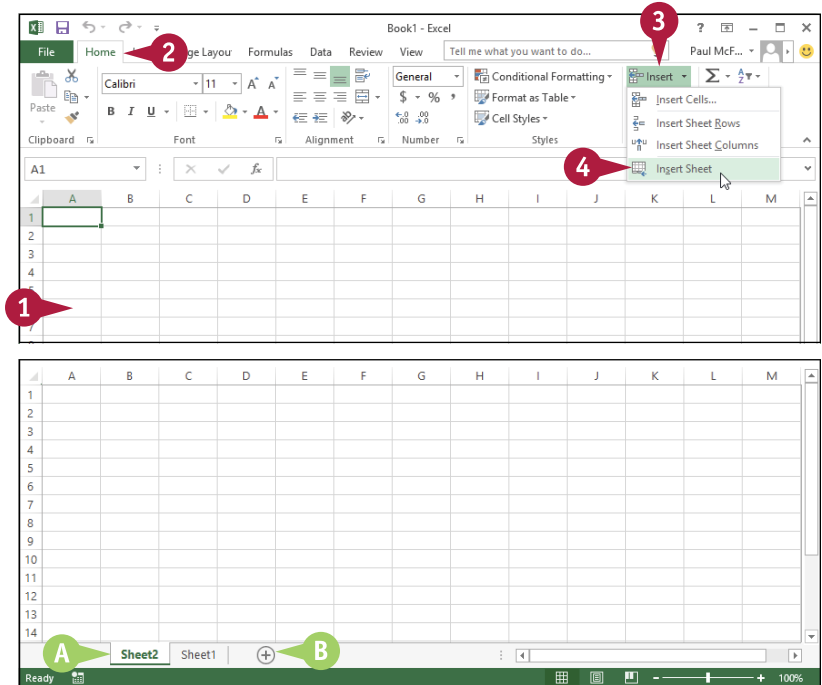 Book1 - Excel
File Home ge Layou Formulas Data Review View Tell me what you want to do... Paul McF...
2
3
Paste
Calibri 11
B I U
General
$ %
Conditional Formatting
Format as Table
Cell Styles
Insert
Insert Cells...
Insert Sheet Rows
Insert Sheet Columns
Insert Sheet
4
Clipboard Font Alignment Number Styles
A1 fx
A B C D E F G H I J K L M
1
2
3
4
1
7
A B C D E F G H I J K L M
1
2
3
4
5
6
7
8
9
10
11
12
13
14
A Sheet2 Sheet1 B
Ready 100%